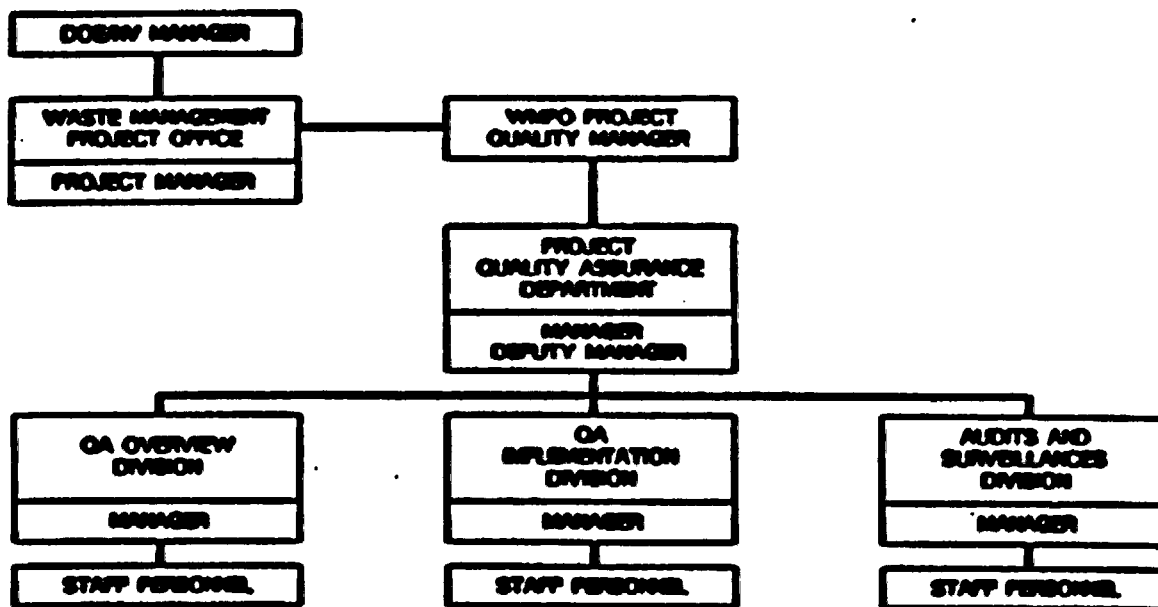 DOE/NV MANAGER
WASTE MANAGEMENT
PROJECT OFFICE
PROJECT MANAGER
WMPO PROJECT
QUALITY MANAGER
PROJECT
QUALITY ASSURANCE
DEPARTMENT
MANAGER
DEPUTY MANAGER
QA OVERVIEW
DIVISION
MANAGER
STAFF PERSONNEL
QA
IMPLEMENTATION
DIVISION
MANAGER
STAFF PERSONNEL
AUDITS AND
SURVEILLANCES
DIVISION
MANAGER
STAFF PERSONNEL